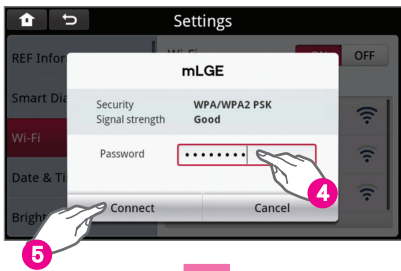 Settings
REF Infor
Wi-Fi
ON OFF
mLGE
Smart Dia
Security WPA/WPA2 PSK
Signal strength Good
Wi-Fi
Password ••••••••
4
Date & Ti
Connect Cancel
Bright
5